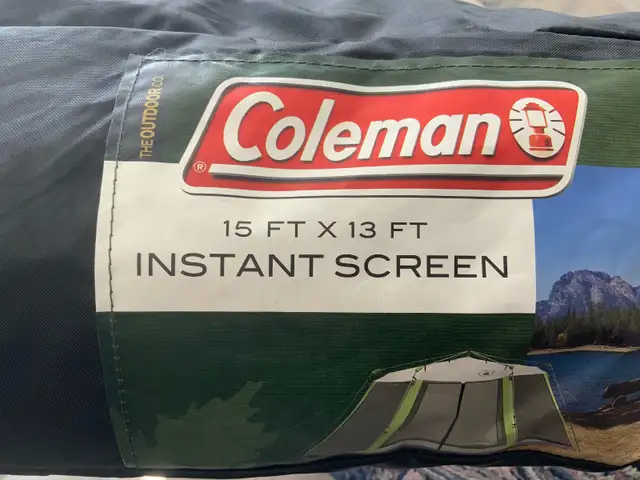 THE OUTDOOR CO.
Coleman®
15 FT X 13 FT
INSTANT SCREEN